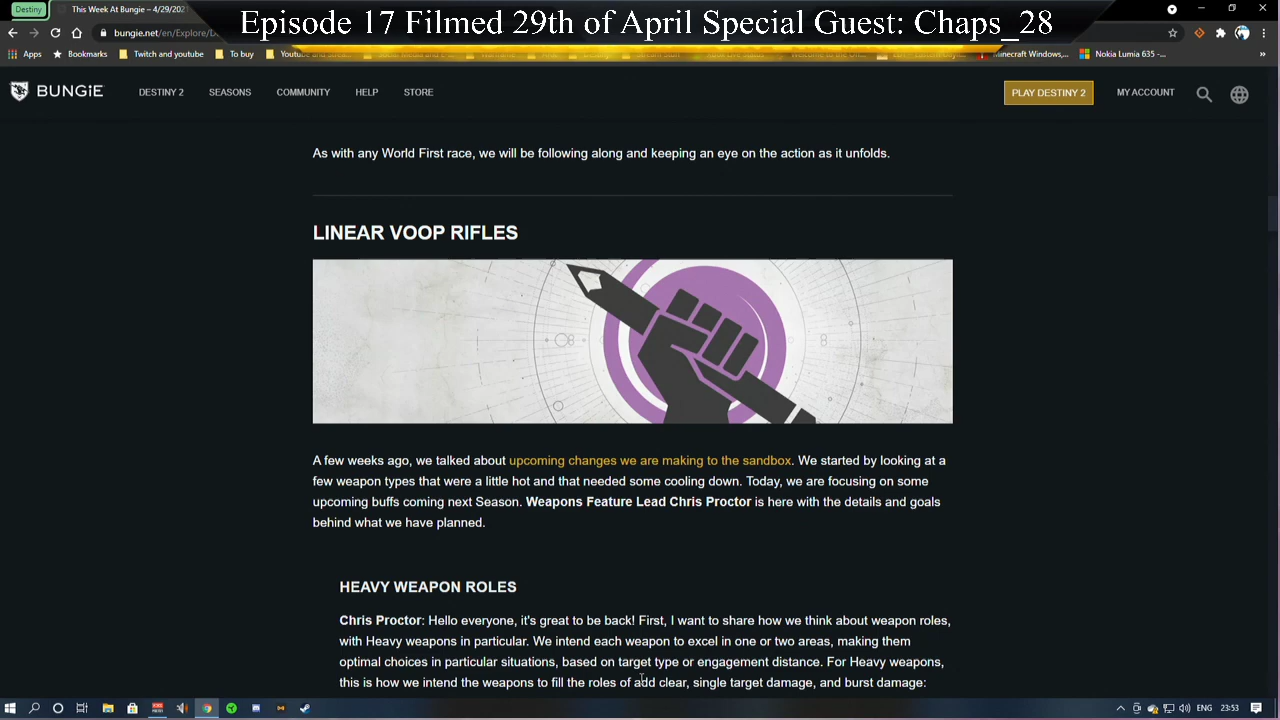 Episode 17 Filmed 29th of April Special Guest: Chaps_28
Destiny
This Week At Bungie – 4/29/202
bungie.net/en/Explore/D
Apps
Bookmarks
Twitch and youtube
To buy
Minecraft Windows,...
Nokia Lumia 635 -...
BUNGiE
DESTINY 2
SEASONS
COMMUNITY
HELP
STORE
PLAY DESTINY 2
MY ACCOUNT
As with any World First race, we will be following along and keeping an eye on the action as it unfolds.
LINEAR VOOP RIFLES
A few weeks ago, we talked about upcoming changes we are making to the sandbox. We started by looking at a
few weapon types that were a little hot and that needed some cooling down. Today, we are focusing on some
upcoming buffs coming next Season. Weapons Feature Lead Chris Proctor is here with the details and goals
behind what we have planned.
HEAVY WEAPON ROLES
Chris Proctor: Hello everyone, it's great to be back! First, I want to share how we think about weapon roles,
with Heavy weapons in particular. We intend each weapon to excel in one or two areas, making them
optimal choices in particular situations, based on target type or engagement distance. For Heavy weapons,
this is how we intend the weapons to fill the roles of add clear, single target damage, and burst damage:
ENG
23:53